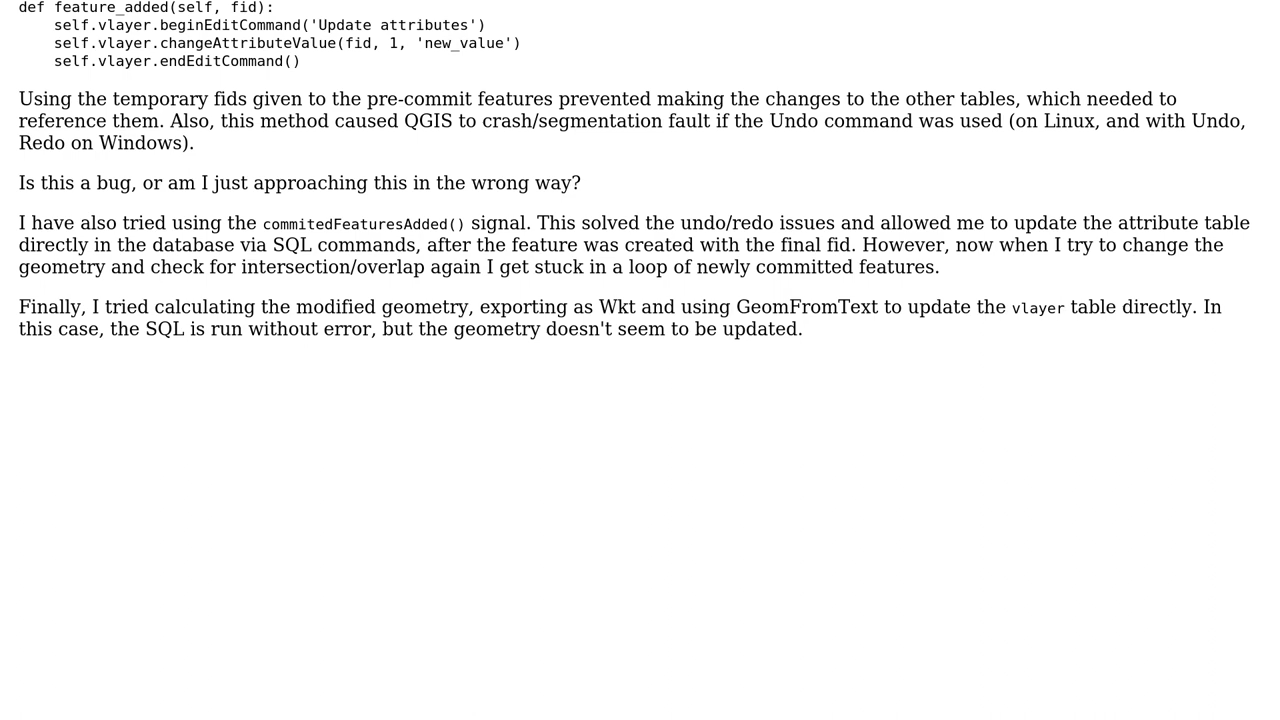 def feature_added(self, fid):
    self.vlayer.beginEditCommand('Update attributes')
    self.vlayer.changeAttributeValue(fid, 1, 'new_value')
    self.vlayer.endEditCommand()
Using the temporary fids given to the pre-commit features prevented making the changes to the other tables, which needed to
reference them. Also, this method caused QGIS to crash/segmentation fault if the Undo command was used (on Linux, and with Undo,
Redo on Windows).
Is this a bug, or am I just approaching this in the wrong way?
I have also tried using the commitedFeaturesAdded() signal. This solved the undo/redo issues and allowed me to update the attribute table
directly in the database via SQL commands, after the feature was created with the final fid. However, now when I try to change the
geometry and check for intersection/overlap again I get stuck in a loop of newly committed features.
Finally, I tried calculating the modified geometry, exporting as Wkt and using GeomFromText to update the vlayer table directly. In
this case, the SQL is run without error, but the geometry doesn't seem to be updated.